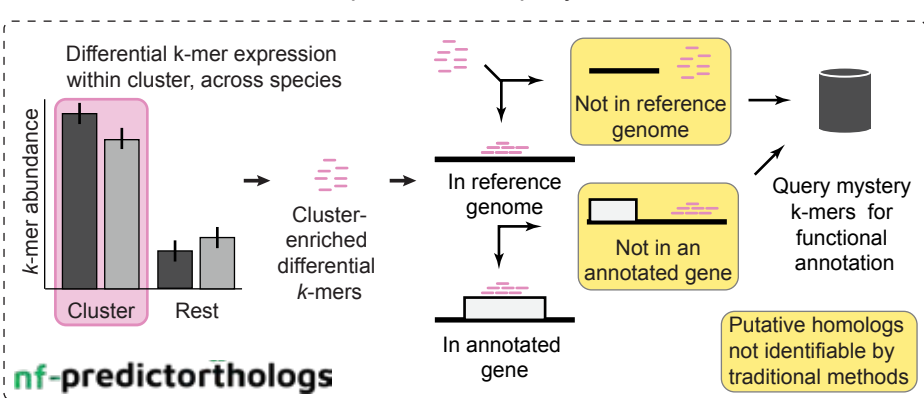 Differential k-mer expression
within cluster, across species
k-mer abundance
Cluster
Rest
Cluster-
enriched
differential
k-mers
In reference
genome
Not in reference
genome
In annotated
gene
Not in an
annotated gene
Query mystery
k-mers for
functional
annotation
Putative homologs
not identifiable by
traditional methods
nf-predictorthologs